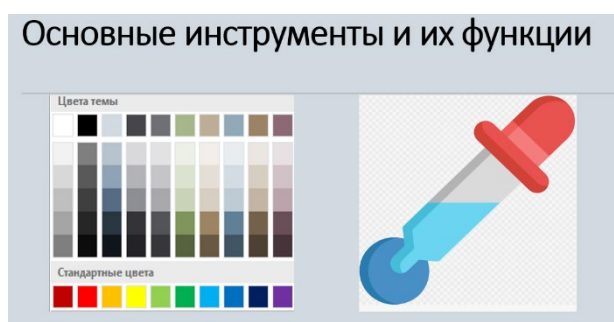 Основные инструменты и их функции
Цвета темы
Стандартные цвета